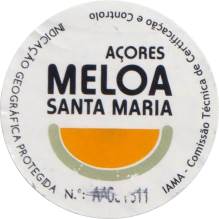 AÇORES
MELOA
SANTA MARIA
INDICAÇÃO GEOGRÁFICA PROTEGIDA
IAMA - Comissão Técnica de Certificação e Controlo
N.º: